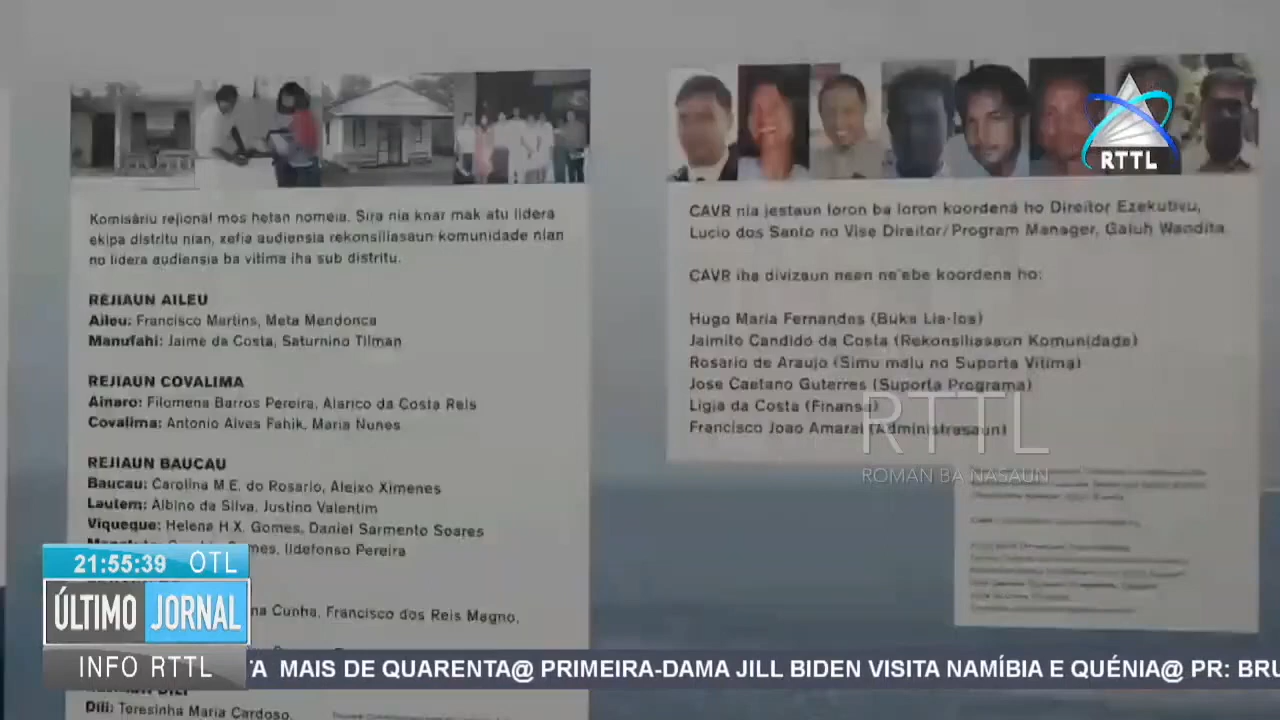 Komisáriu rejional mos hetan nomeia. Sira nia knar mak atu lidera
ekipa distritu nian, xefia audiensia rekonsiliasaun komunidade nian
no lidera audiensia ba vitima iha sub distritu.
REJIAUN AILEU
Aileu: Francisco Martins, Meta Mendonca
Manufahi: Jaime da Costa, Saturnino Tilman
REJIAUN COVALIMA
Ainaro: Filomena Barros Pereira, Alarico da Costa Reis
Covalima: Antonio Alves Fahik, Maria Nunes
REJIAUN BAUCAU
Baucau: Carolina M E. do Rosario, Aleixo Ximenes
Lautem: Albino da Silva, Justino Valentim
Viqueque: Helena H X. Gomes, Daniel Sarmento Soares
Ildefonso Pereira
Cunha, Francisco dos Reis Magno,
DILI
Dili: Teresinha Maria Cardoso,
CAVR nia jestaun loron ba loron koordena ho Direitor Ezekutivu,
Lucio dos Santo no Vise Direitor/Program Manager, Galuh Wandita.
CAVR iha divizaun neen ne'ebe koordena ho:
Hugo Maria Fernandes (Buka Lia-los)
Jaimito Candido da Costa (Rekonsiliasaun Komunidade)
Rosario de Araujo (Simu malu no Suporta Vitima)
Jose Caetano Guterres (Suporta Programa)
Ligia da Costa (Finansa)
Francisco Joao Amaral (Administrasaun)
RTTL
RTTL
ROMAN BA NASAUN
21:55:39 OTL
ÚLTIMO JORNAL
INFO RTTL
TA MAIS DE QUARENTA@ PRIMEIRA-DAMA JILL BIDEN VISITA NAMÍBIA E QUÉNIA@ PR: BRU